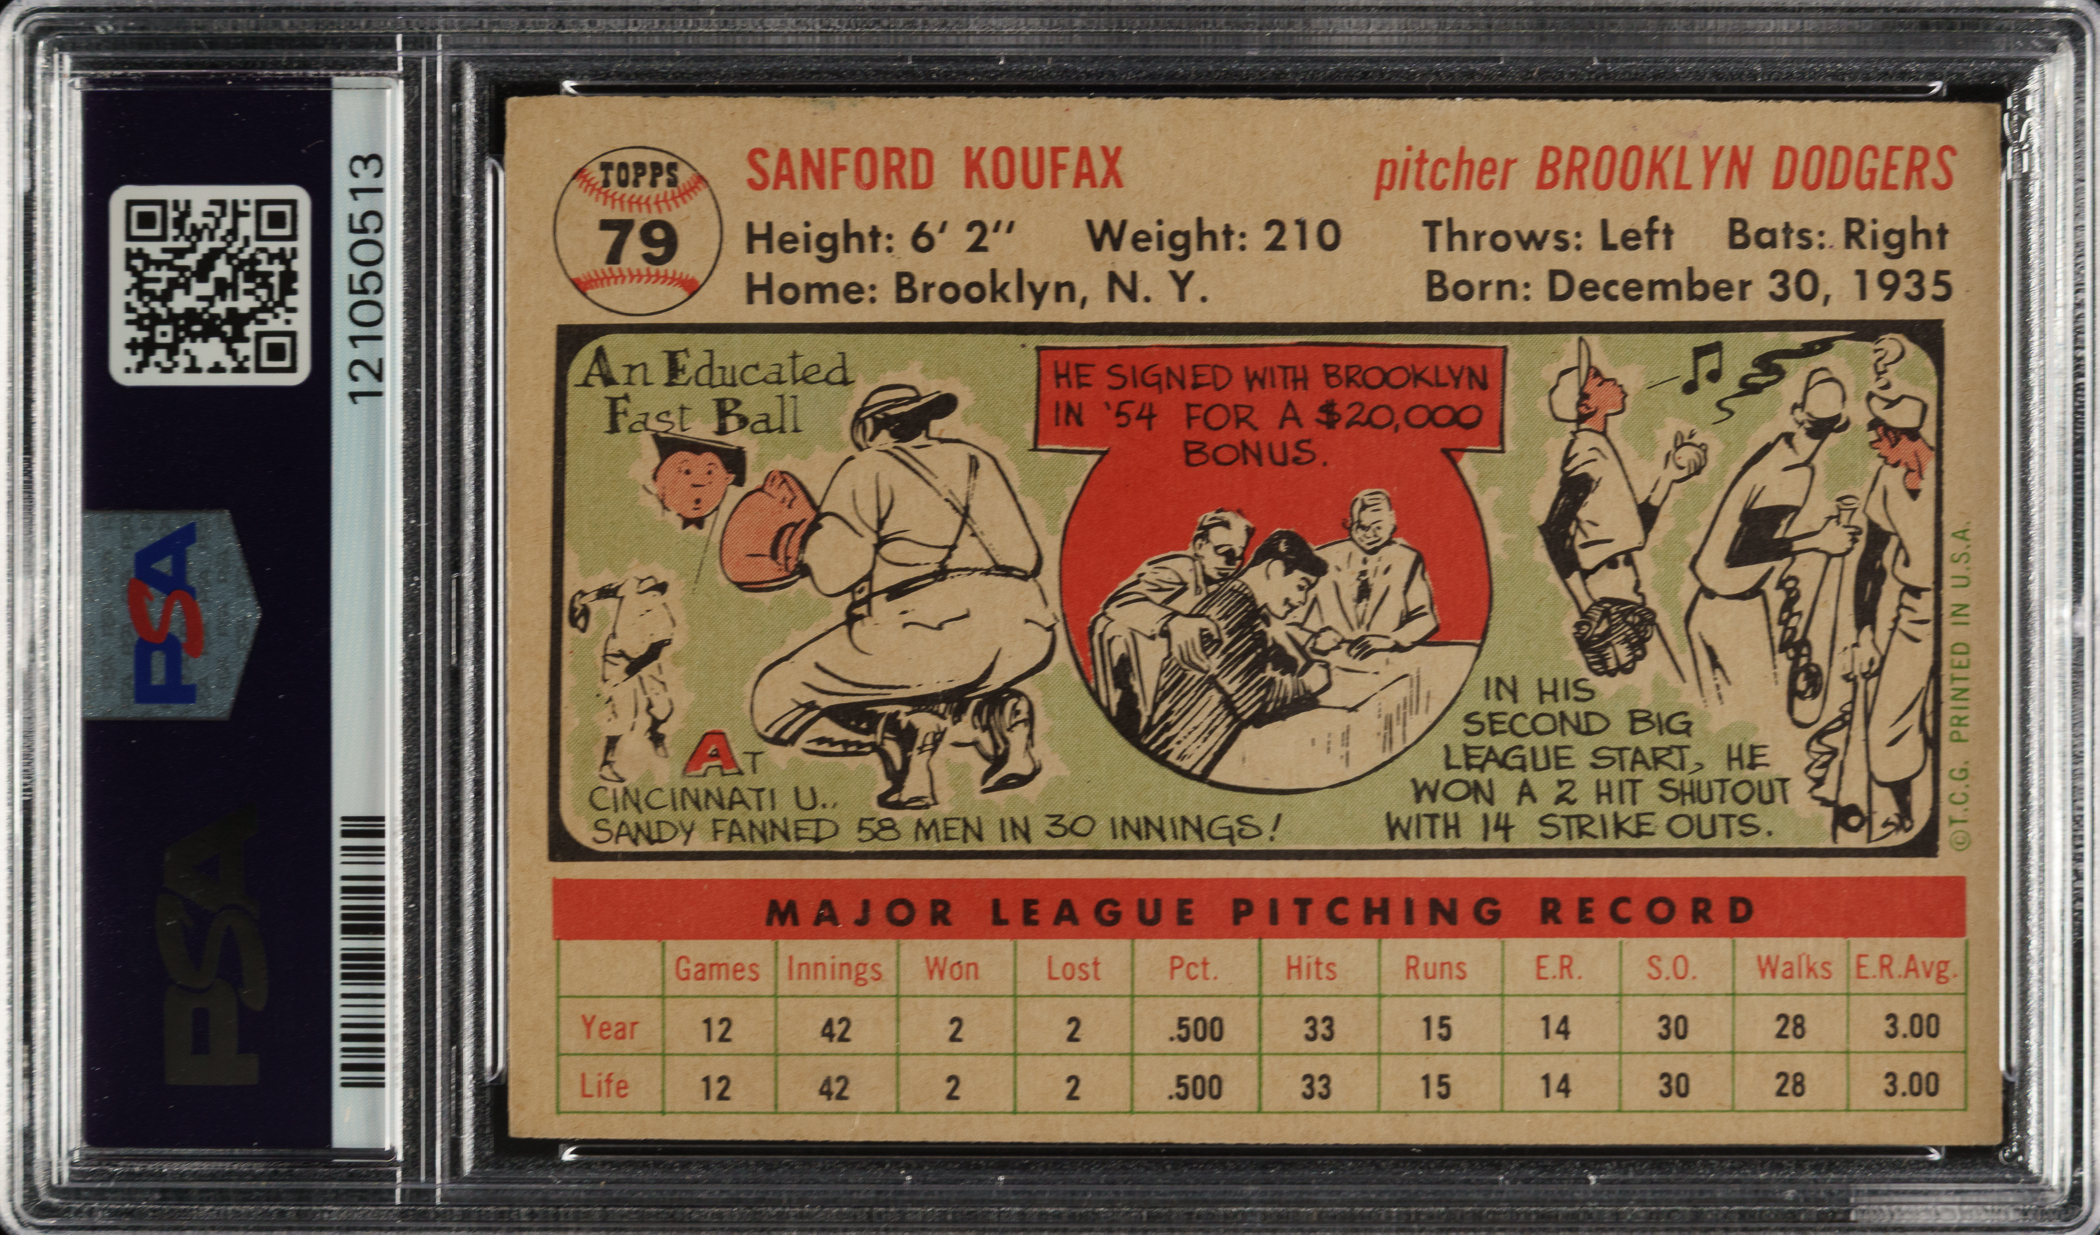 PSA
121050513
PSA
TOPPS
79
SANFORD KOUFAX pitcher BROOKLYN DODGERS
Height: 6' 2" Weight: 210 Throws: Left Bats: Right
Home: Brooklyn, N. Y. Born: December 30, 1935
An Educated
Fast Ball
HE SIGNED WITH BROOKLYN
IN '54 FOR A $20,000
BONUS.
AT
CINCINNATI U.,
SANDY FANNED 58 MEN IN 30 INNINGS!
IN HIS
SECOND BIG
LEAGUE START, HE
WON A 2 HIT SHUTOUT
WITH 14 STRIKE OUTS.
©T.C.G. PRINTED IN U.S.A.
MAJOR LEAGUE PITCHING RECORD
Games Innings Won Lost Pct. Hits Runs E.R. S.O. Walks E.R.Avg.
Year 12 42 2 2 .500 33 15 14 30 28 3.00
Life 12 42 2 2 .500 33 15 14 30 28 3.00